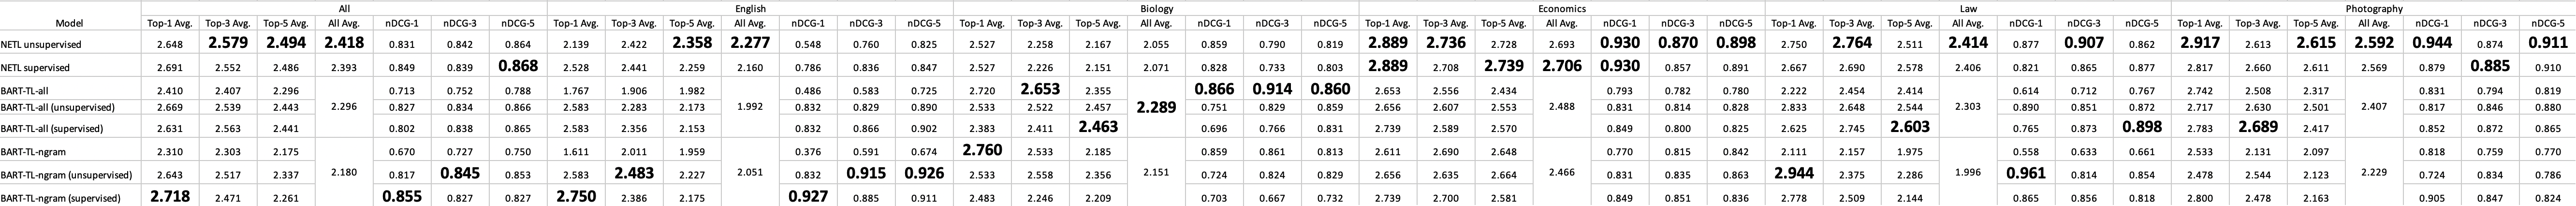 All English Biology Economics Law Photography
Model Top-1 Avg. Top-3 Avg. Top-5 Avg. All Avg. nDCG-1 nDCG-3 nDCG-5 Top-1 Avg. Top-3 Avg. Top-5 Avg. All Avg. nDCG-1 nDCG-3 nDCG-5 Top-1 Avg. Top-3 Avg. Top-5 Avg. All Avg. nDCG-1 nDCG-3 nDCG-5 Top-1 Avg. Top-3 Avg. Top-5 Avg. All Avg. nDCG-1 nDCG-3 nDCG-5 Top-1 Avg. Top-3 Avg. Top-5 Avg. All Avg. nDCG-1 nDCG-3 nDCG-5 Top-1 Avg. Top-3 Avg. Top-5 Avg. All Avg. nDCG-1 nDCG-3 nDCG-5
NETL unsupervised 2.648 2.579 2.494 2.418 0.831 0.842 0.864 2.139 2.422 2.358 2.277 0.548 0.760 0.825 2.527 2.258 2.167 2.055 0.859 0.790 0.819 2.889 2.736 2.728 2.693 0.930 0.870 0.898 2.750 2.764 2.511 2.414 0.877 0.907 0.862 2.917 2.613 2.615 2.592 0.944 0.874 0.911
NETL supervised 2.691 2.552 2.486 2.393 0.849 0.839 0.868 2.528 2.441 2.259 2.160 0.786 0.836 0.847 2.527 2.226 2.151 2.071 0.828 0.733 0.803 2.889 2.708 2.739 2.706 0.930 0.857 0.891 2.667 2.690 2.578 2.406 0.821 0.865 0.877 2.817 2.660 2.611 2.569 0.879 0.885 0.910
BART-TL-all 2.410 2.407 2.296 0.713 0.752 0.788 1.767 1.906 1.982 0.486 0.583 0.725 2.720 2.653 2.355 0.866 0.914 0.860 2.653 2.556 2.434 0.793 0.782 0.780 2.222 2.454 2.414 0.614 0.712 0.767 2.742 2.508 2.317 0.831 0.794 0.819
BART-TL-all (unsupervised) 2.669 2.539 2.443 2.296 0.827 0.834 0.866 2.583 2.283 2.173 1.992 0.832 0.829 0.890 2.533 2.522 2.457 2.289 0.751 0.829 0.859 2.656 2.607 2.553 2.488 0.831 0.814 0.828 2.833 2.648 2.544 2.303 0.890 0.851 0.872 2.717 2.630 2.501 2.407 0.817 0.846 0.880
BART-TL-all (supervised) 2.631 2.563 2.441 0.802 0.838 0.865 2.583 2.356 2.153 0.832 0.866 0.902 2.383 2.411 2.463 0.696 0.766 0.831 2.739 2.589 2.570 0.849 0.800 0.825 2.625 2.745 2.603 0.765 0.873 0.898 2.783 2.689 2.417 0.852 0.872 0.865
BART-TL-ngram 2.310 2.303 2.175 0.670 0.727 0.750 1.611 2.011 1.959 0.376 0.591 0.674 2.760 2.533 2.185 0.859 0.861 0.813 2.611 2.690 2.648 0.770 0.815 0.842 2.111 2.157 1.975 0.558 0.633 0.661 2.533 2.131 2.097 0.818 0.759 0.770
BART-TL-ngram (unsupervised) 2.643 2.517 2.337 2.180 0.817 0.845 0.853 2.583 2.483 2.227 2.051 0.832 0.915 0.926 2.533 2.558 2.356 2.151 0.724 0.824 0.829 2.656 2.635 2.664 2.466 0.831 0.835 0.863 2.944 2.375 2.286 1.996 0.961 0.814 0.854 2.478 2.544 2.123 2.229 0.724 0.834 0.786
BART-TL-ngram (supervised) 2.718 2.471 2.261 0.855 0.827 0.827 2.750 2.386 2.175 0.927 0.885 0.911 2.483 2.246 2.209 0.703 0.667 0.732 2.739 2.700 2.581 0.849 0.851 0.836 2.778 2.509 2.144 0.865 0.856 0.818 2.800 2.478 2.163 0.905 0.847 0.824